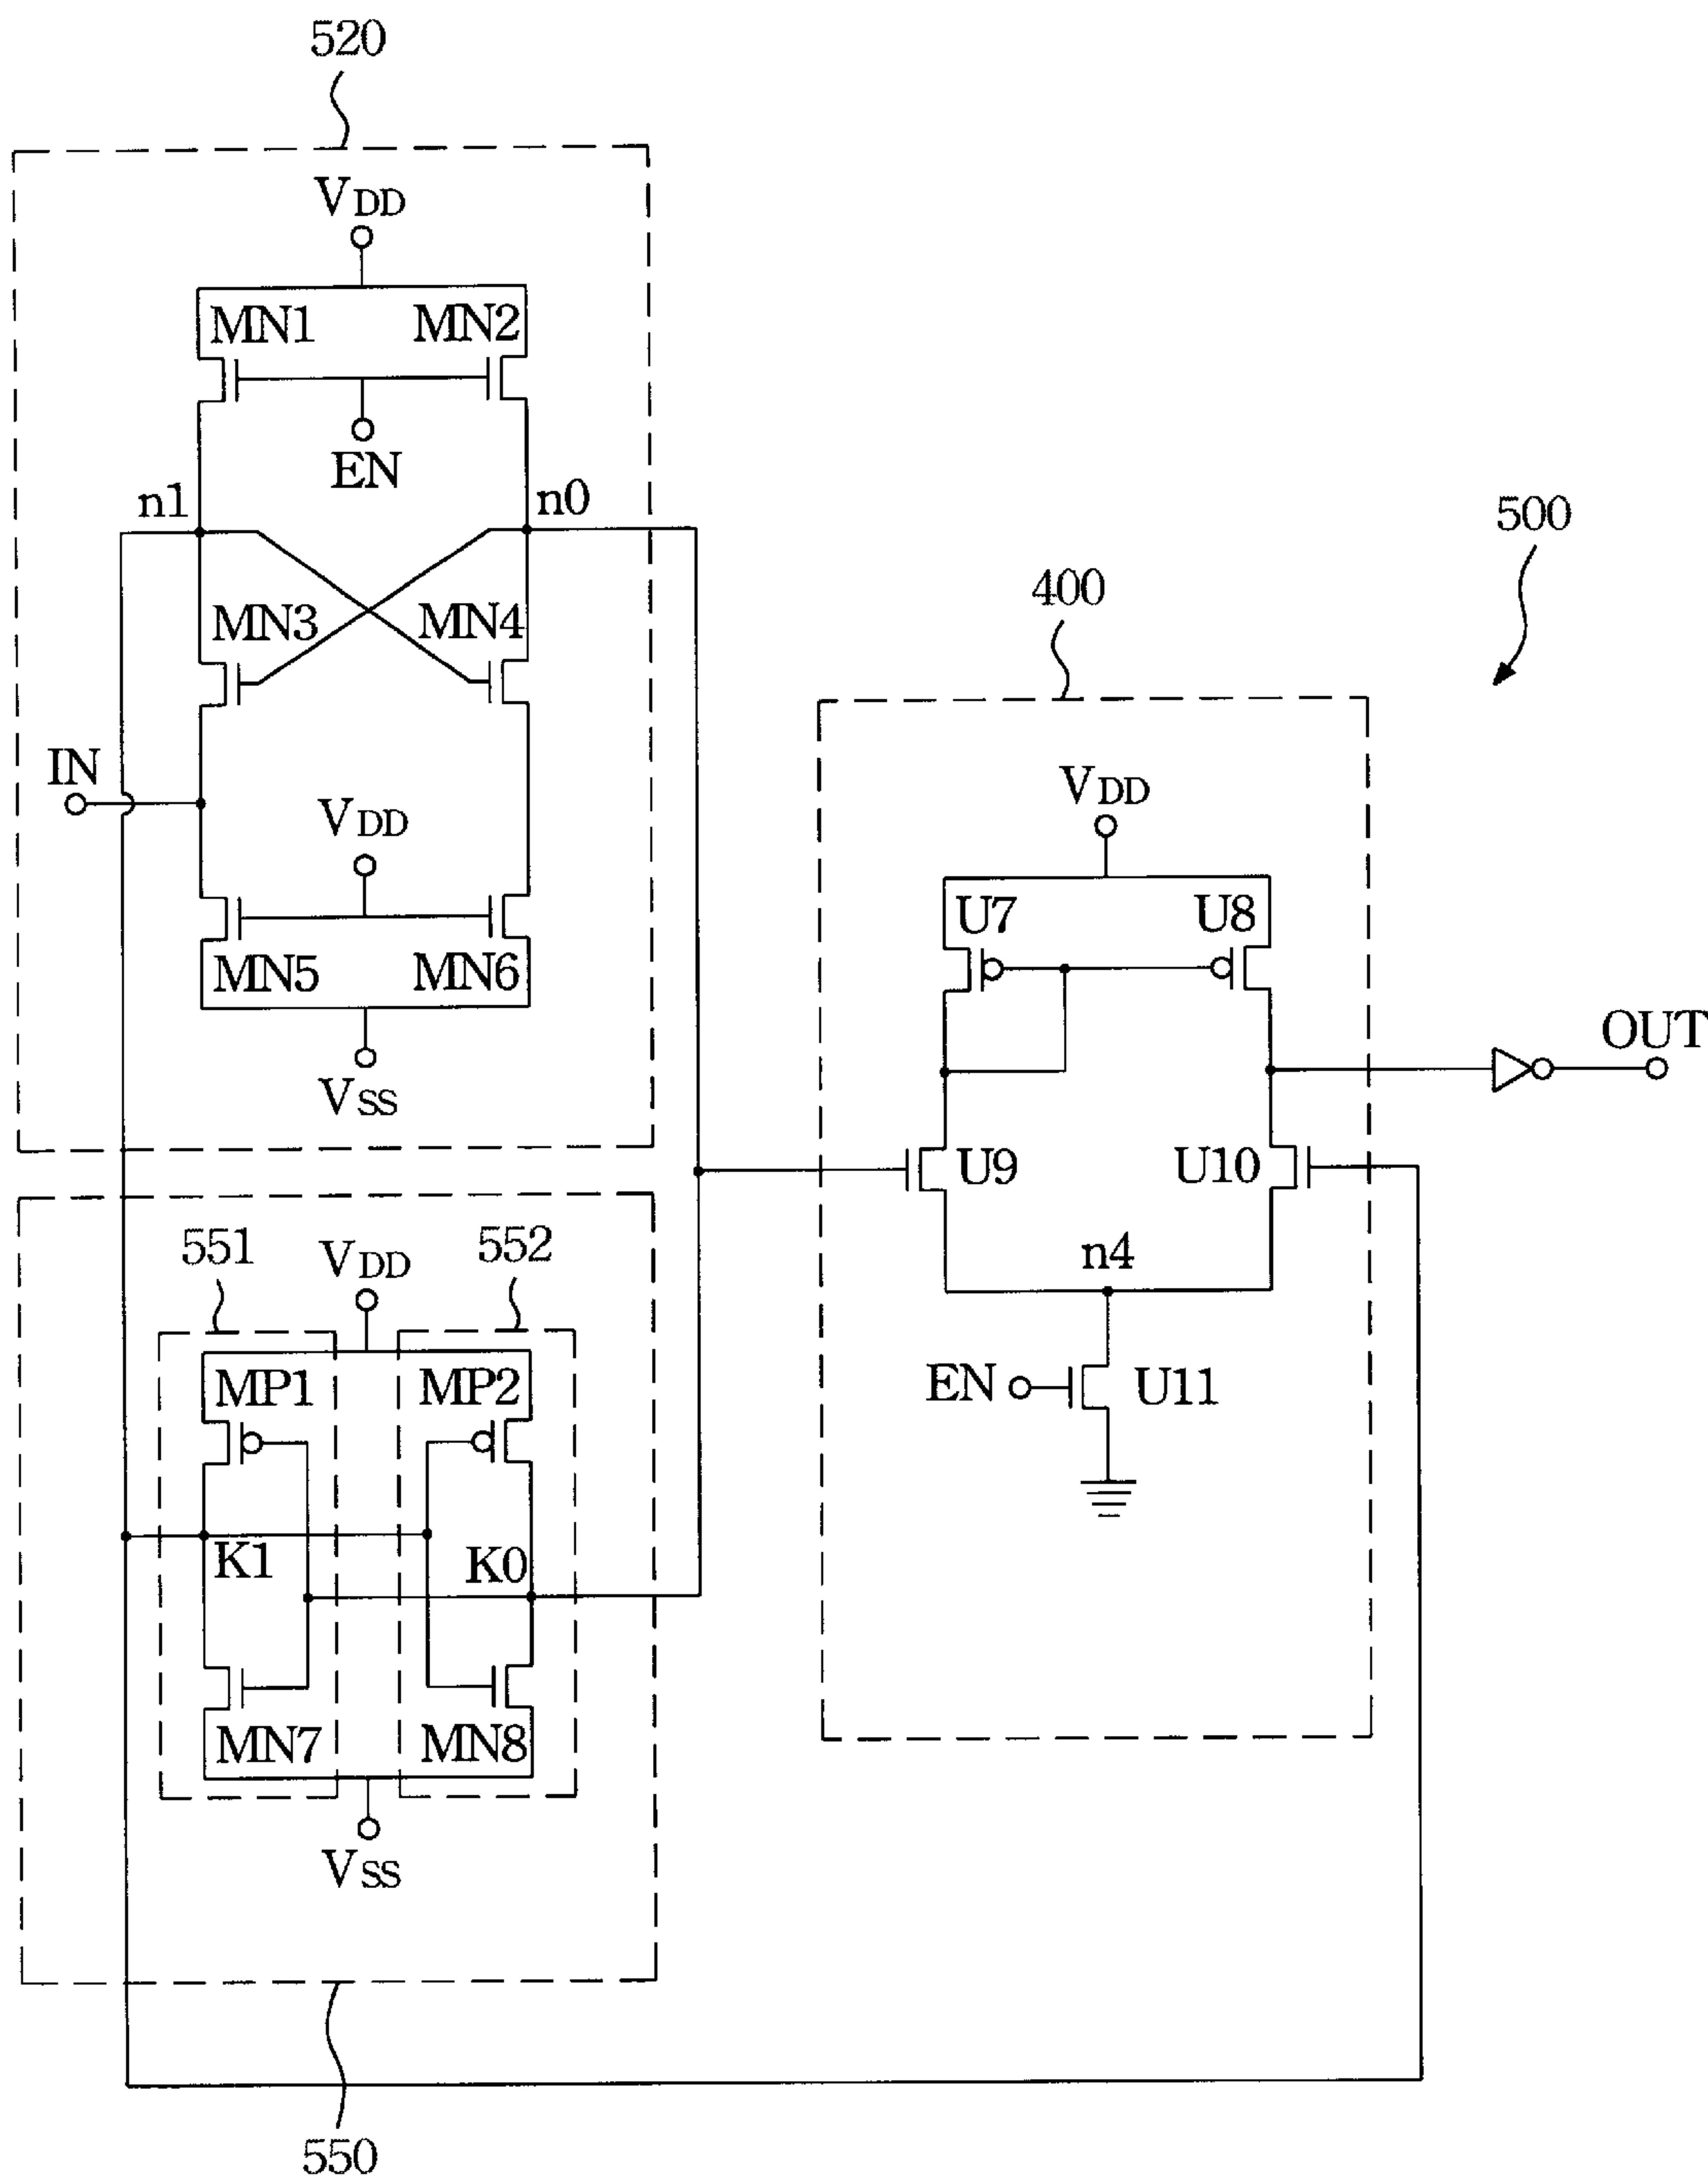 520
VDD
MN1 MN2
EN
n1 n0
500
400
MN3 MN4
IN
VDD
VDD
U7 U8
MN5 MN6
OUT
VSS
U9 U10
551 VDD 552
n4
MP1 MP2
EN U11
K1 K0
MN7 MN8
VSS
550